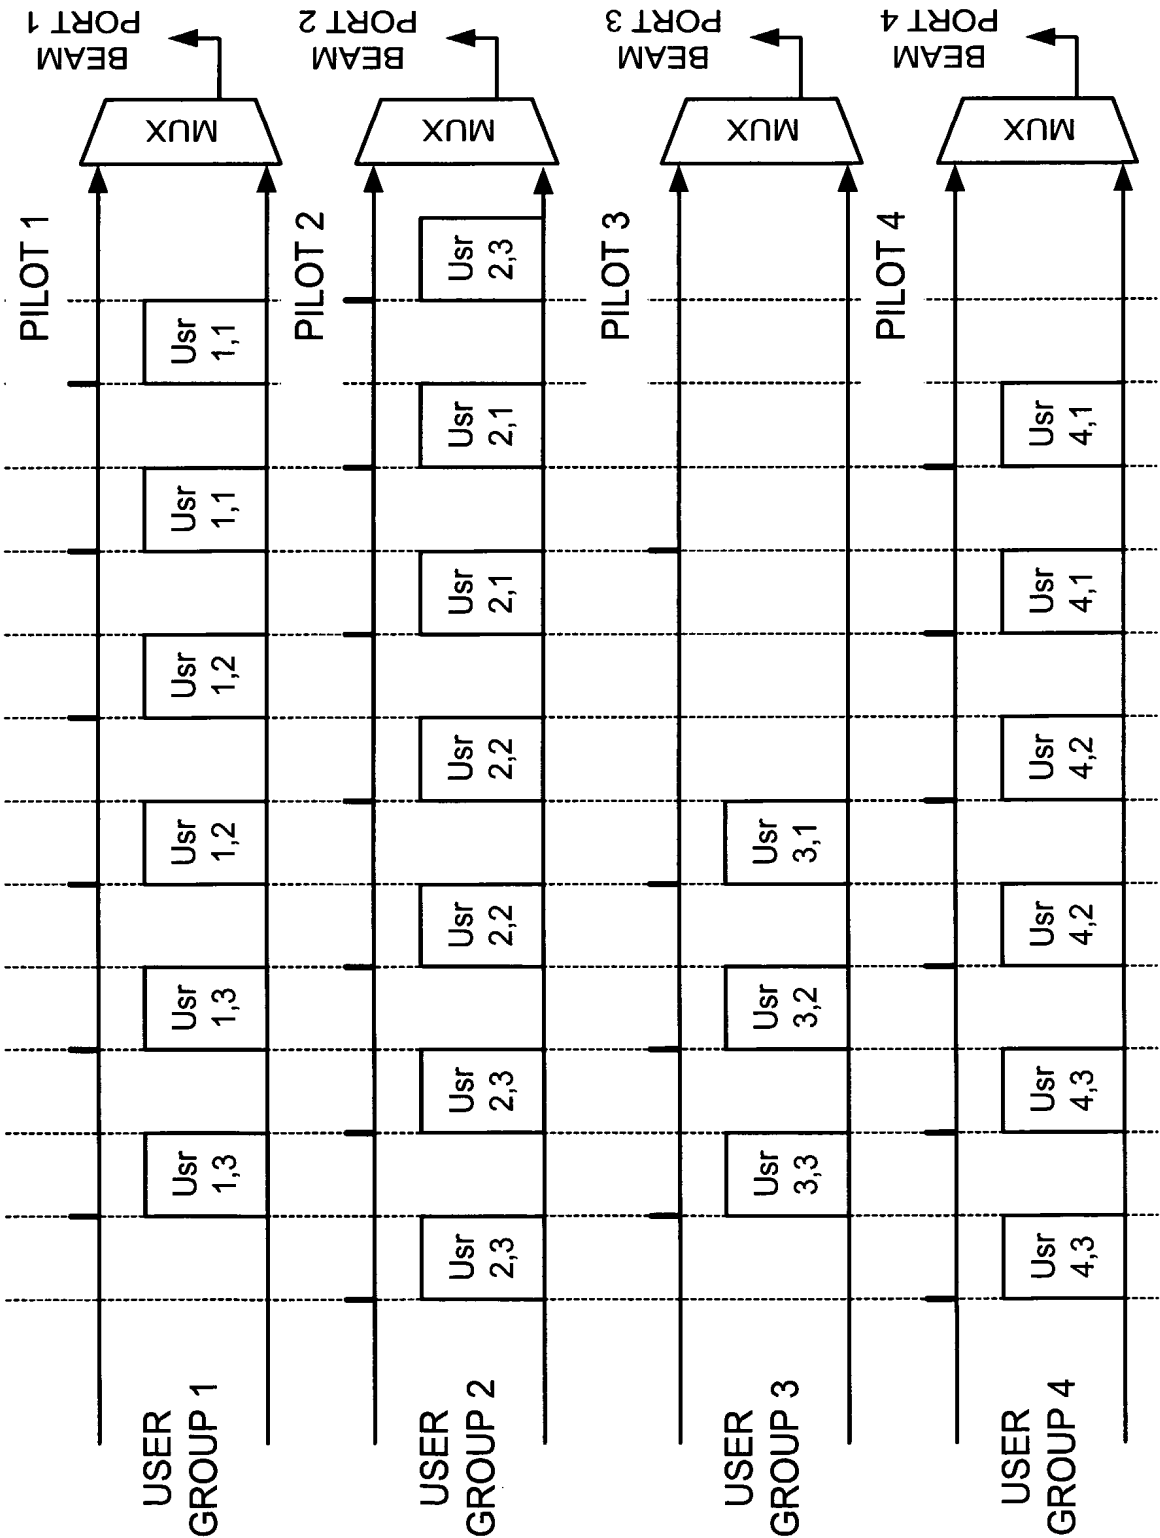 PILOT 1
USER
GROUP 1
Usr
1,3
Usr
1,3
Usr
1,2
Usr
1,2
Usr
1,1
Usr
1,1
MUX
BEAM
PORT 1
PILOT 2
USER
GROUP 2
Usr
2,3
Usr
2,3
Usr
2,2
Usr
2,2
Usr
2,1
Usr
2,1
Usr
2,3
MUX
BEAM
PORT 2
PILOT 3
USER
GROUP 3
Usr
3,3
Usr
3,2
Usr
3,1
MUX
BEAM
PORT 3
PILOT 4
USER
GROUP 4
Usr
4,3
Usr
4,3
Usr
4,2
Usr
4,2
Usr
4,1
Usr
4,1
MUX
BEAM
PORT 4